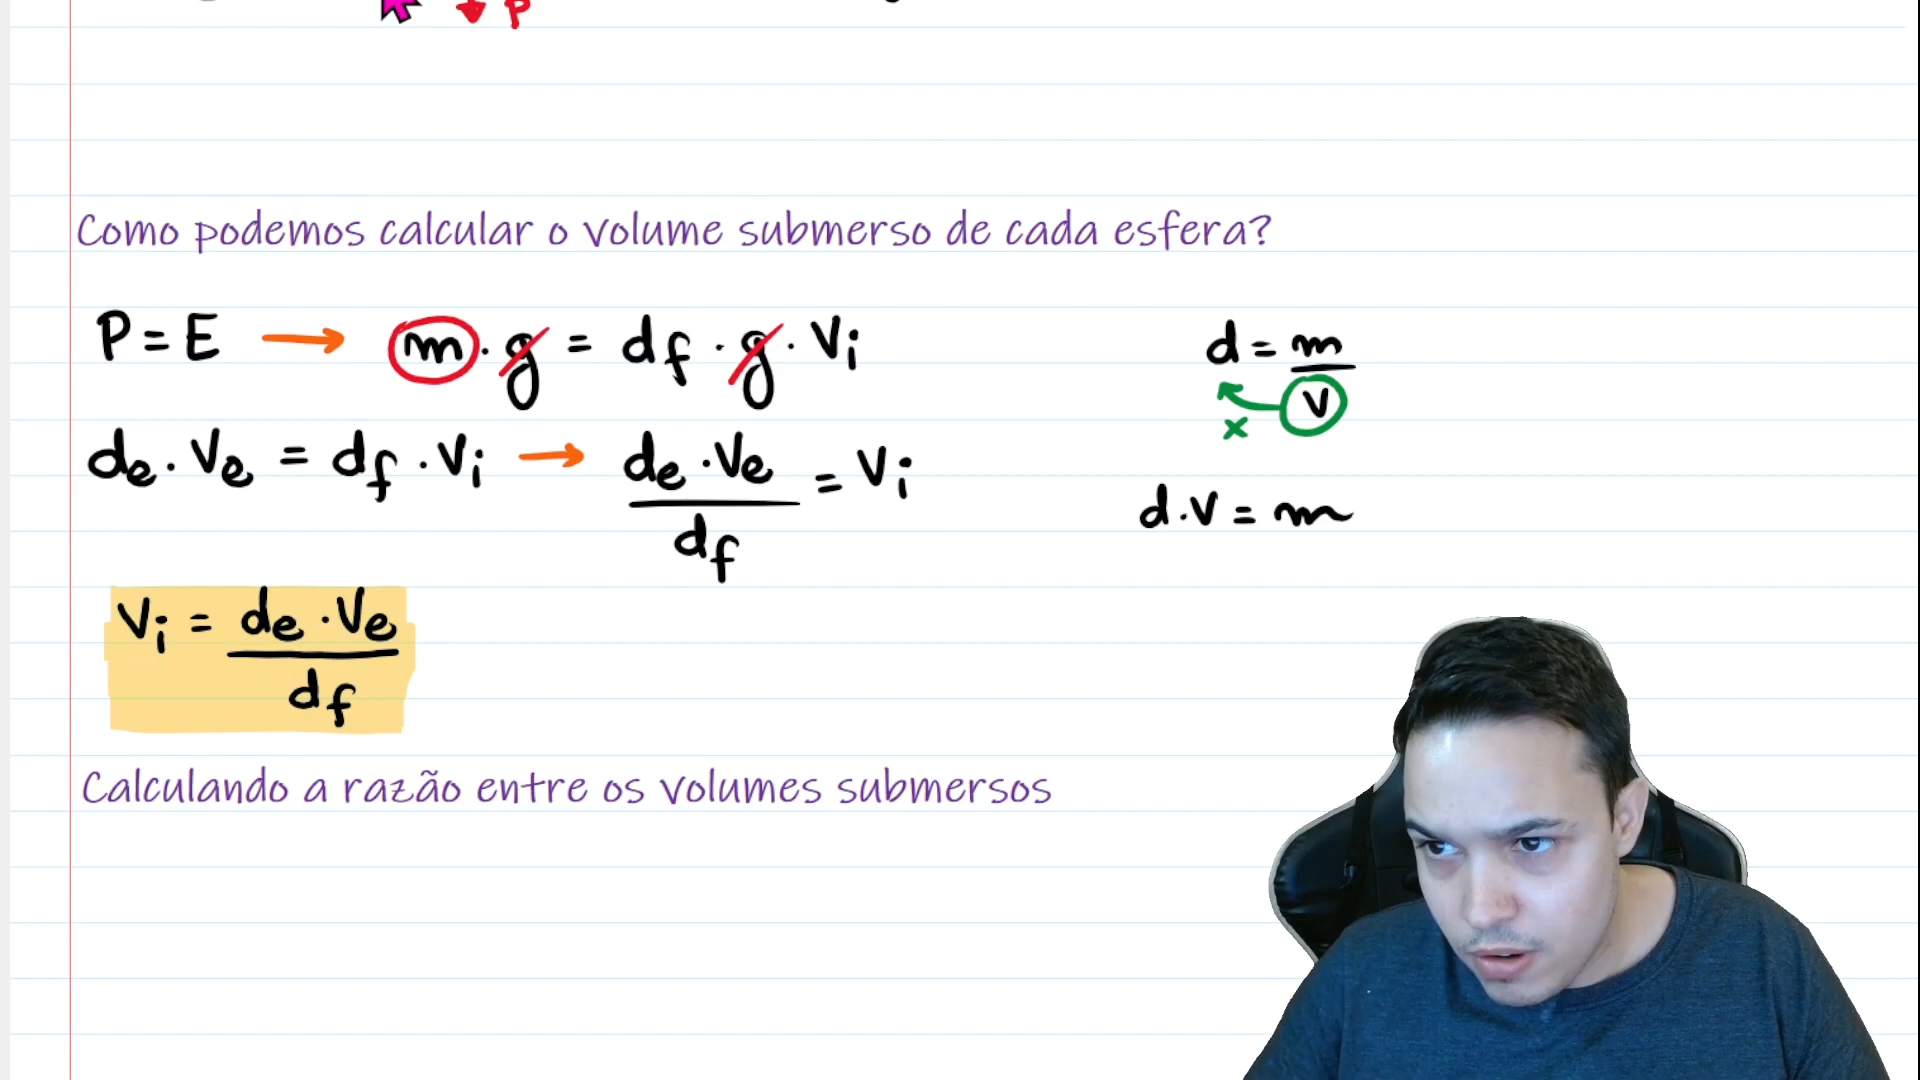 P
Como podemos calcular o volume submerso de cada esfera?
P = E → m · g = df · g · Vi
d = m / V
x
de · Ve = df · Vi → de · Ve / df = Vi
d · V = m
Vi = de · Ve / df
Calculando a razão entre os volumes submersos